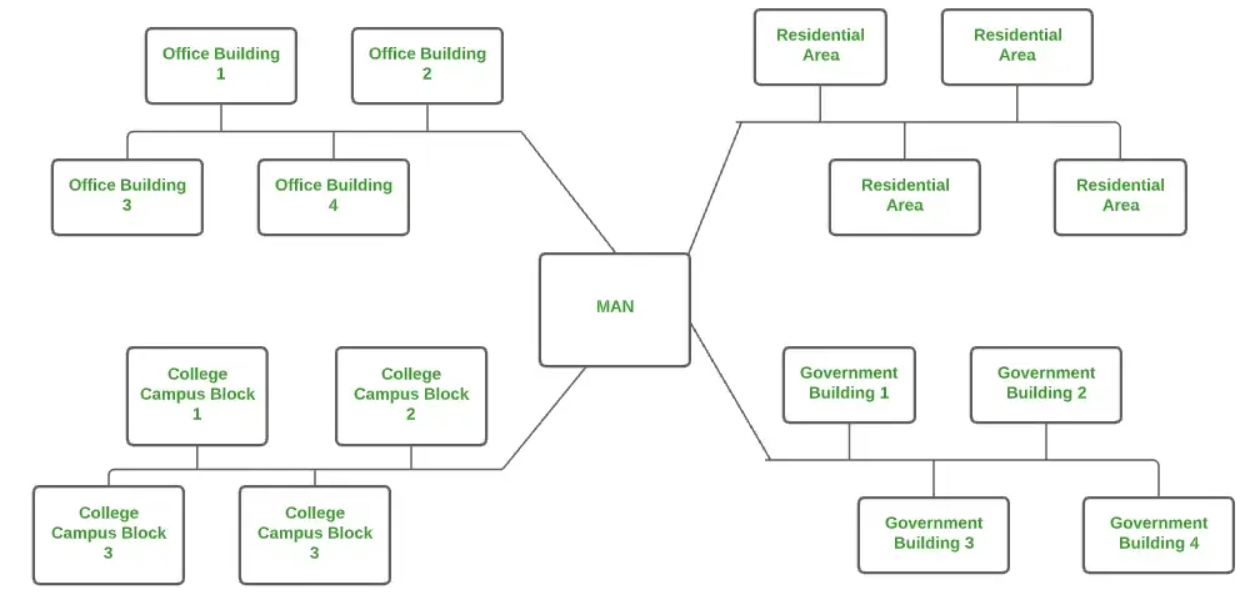 Office Building
1
Office Building
2
Office Building
3
Office Building
4
Residential
Area
Residential
Area
Residential
Area
Residential
Area
MAN
College
Campus Block
1
College
Campus Block
2
College
Campus Block
3
College
Campus Block
3
Government
Building 1
Government
Building 2
Government
Building 3
Government
Building 4